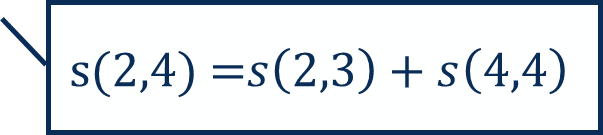 s(2,4) =s(2,3) + s(4,4)